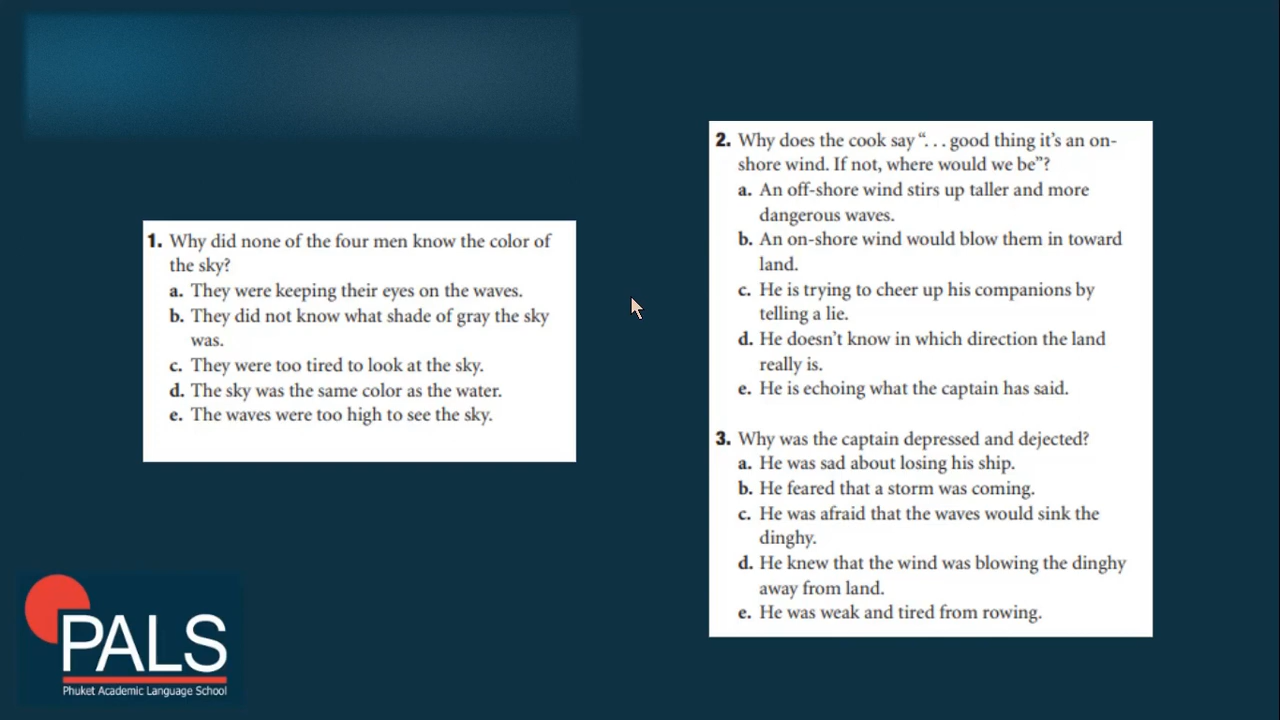 1. Why did none of the four men know the color of
the sky?
a. They were keeping their eyes on the waves.
b. They did not know what shade of gray the sky
was.
c. They were too tired to look at the sky.
d. The sky was the same color as the water.
e. The waves were too high to see the sky.
2. Why does the cook say “. . . good thing it’s an on-
shore wind. If not, where would we be”?
a. An off-shore wind stirs up taller and more
dangerous waves.
b. An on-shore wind would blow them in toward
land.
c. He is trying to cheer up his companions by
telling a lie.
d. He doesn’t know in which direction the land
really is.
e. He is echoing what the captain has said.
3. Why was the captain depressed and dejected?
a. He was sad about losing his ship.
b. He feared that a storm was coming.
c. He was afraid that the waves would sink the
dinghy.
d. He knew that the wind was blowing the dinghy
away from land.
e. He was weak and tired from rowing.
PALS
Phuket Academic Language School